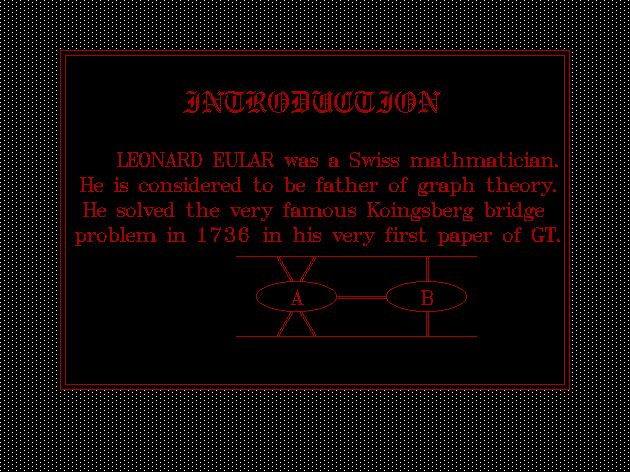 INTRODUCTION
LEONARD EULAR was a Swiss mathmatician.
He is considered to be father of graph theory.
He solved the very famous Koingsberg bridge
problem in 1736 in his very first paper of GT.
A B